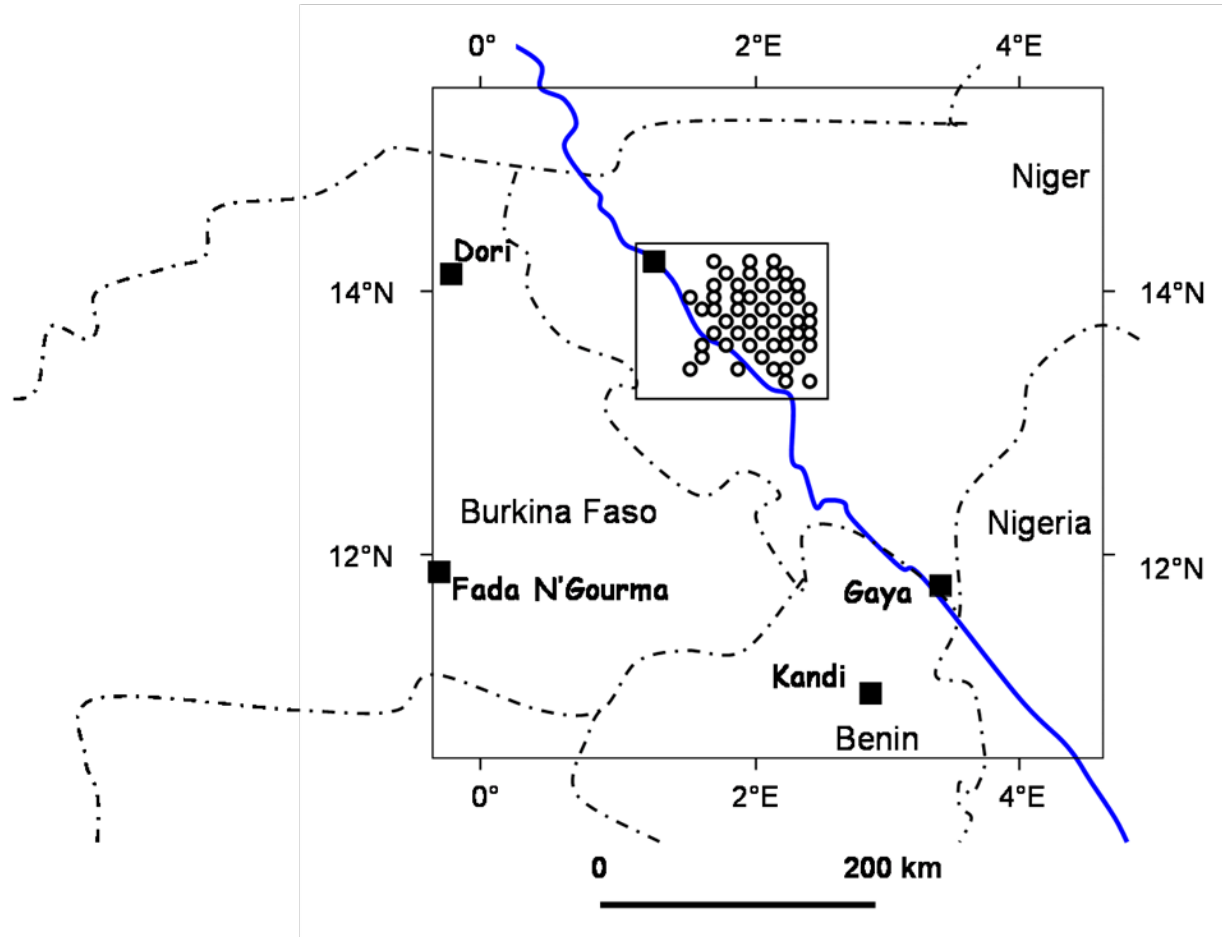 0° 2°E 4°E
Niger
Dori
14°N 14°N
Burkina Faso
Nigeria
12°N 12°N
Fada N'Gourma
Gaya
Kandi
Benin
0° 2°E 4°E
0 200 km